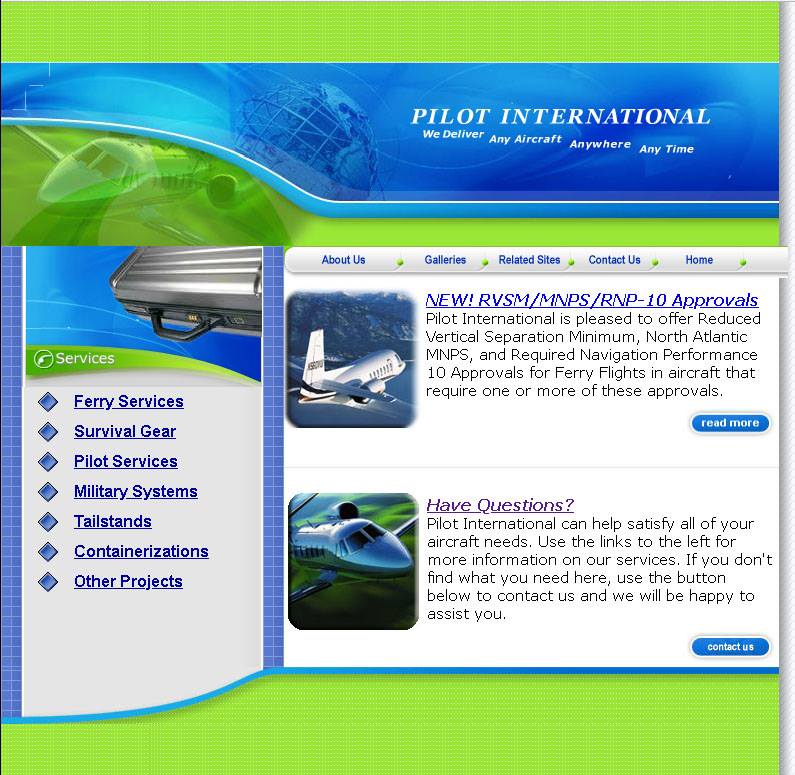 PILOT INTERNATIONAL
We Deliver Any Aircraft Anywhere Any Time
About Us Galleries Related Sites Contact Us Home
Services
Ferry Services
Survival Gear
Pilot Services
Military Systems
Tailstands
Containerizations
Other Projects
NEW! RVSM/MNPS/RNP-10 Approvals
Pilot International is pleased to offer Reduced
Vertical Separation Minimum, North Atlantic
MNPS, and Required Navigation Performance
10 Approvals for Ferry Flights in aircraft that
require one or more of these approvals.
read more
Have Questions?
Pilot International can help satisfy all of your
aircraft needs. Use the links to the left for
more information on our services. If you don't
find what you need here, use the button
below to contact us and we will be happy to
assist you.
contact us